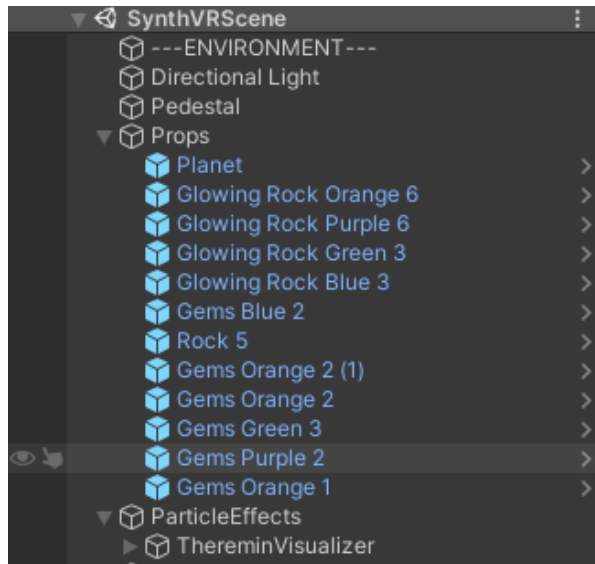 SynthVRScene
---ENVIRONMENT---
Directional Light
Pedestal
Props
Planet
Glowing Rock Orange 6
Glowing Rock Purple 6
Glowing Rock Green 3
Glowing Rock Blue 3
Gems Blue 2
Rock 5
Gems Orange 2 (1)
Gems Orange 2
Gems Green 3
Gems Purple 2
Gems Orange 1
ParticleEffects
ThereminVisualizer